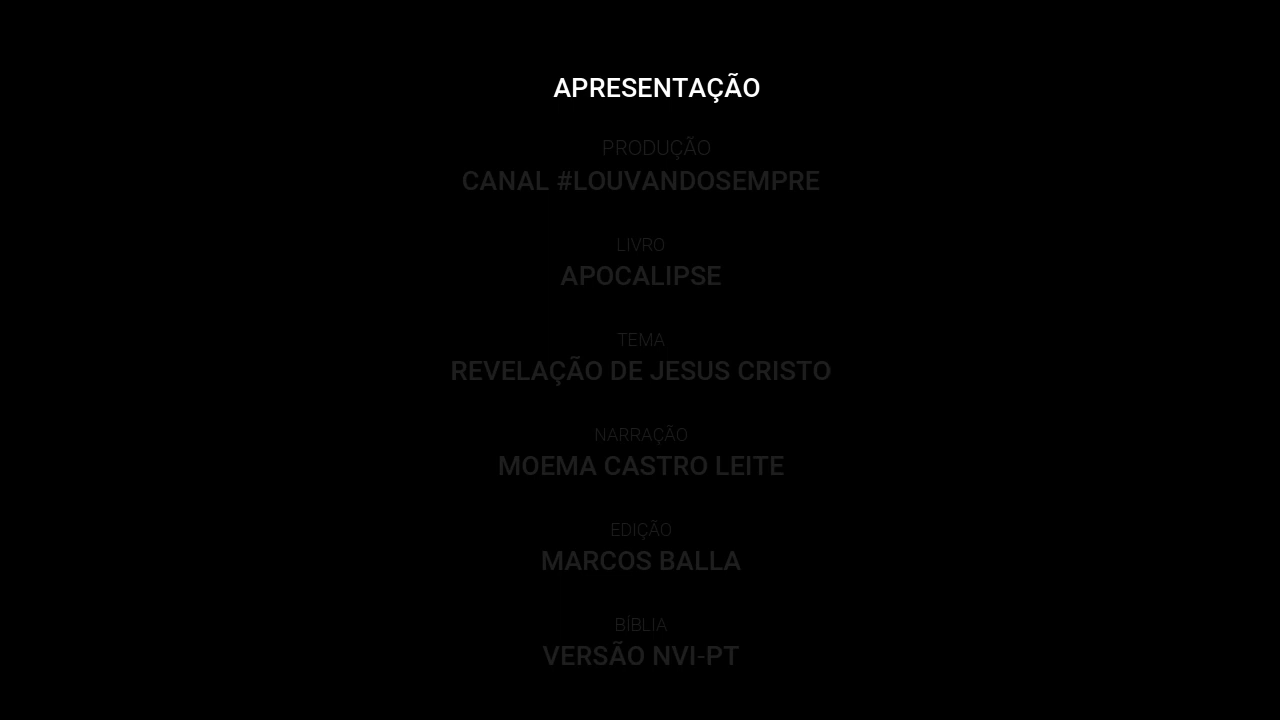 APRESENTAÇÃO
PRODUÇÃO
CANAL #LOUVANDOSEMPRE
LIVRO
APOCALIPSE
TEMA
REVELAÇÃO DE JESUS CRISTO
NARRAÇÃO
MOEMA CASTRO LEITE
EDIÇÃO
MARCOS BALLA
BÍBLIA
VERSÃO NVI-PT